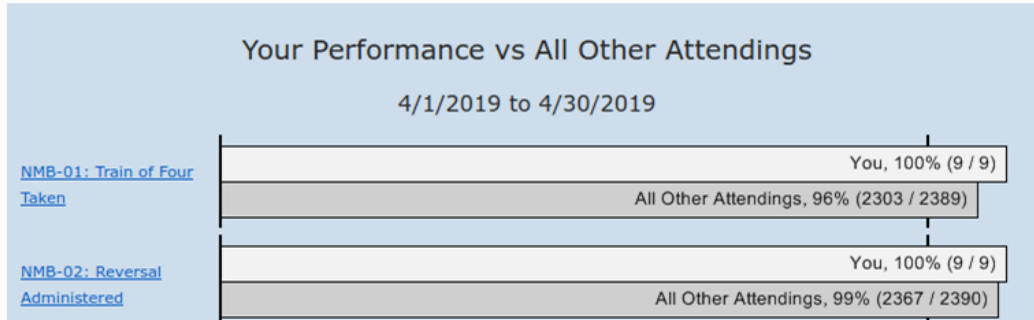 Your Performance vs All Other Attendings
4/1/2019 to 4/30/2019
NMB-01: Train of Four
Taken
You, 100% (9 / 9)
All Other Attendings, 96% (2303 / 2389)
NMB-02: Reversal
Administered
You, 100% (9 / 9)
All Other Attendings, 99% (2367 / 2390)